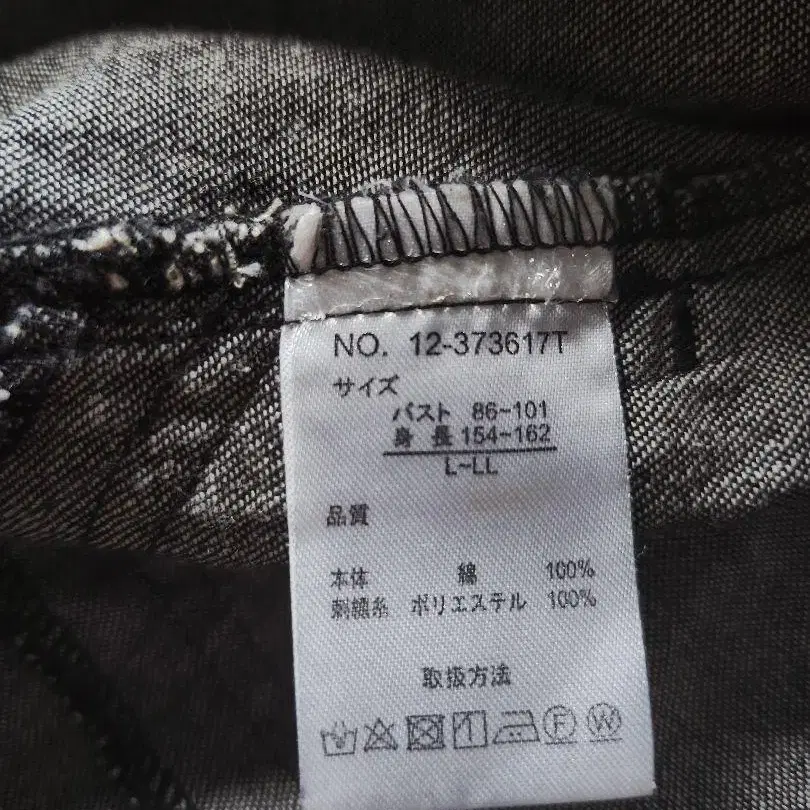 NO. 12-373617T
サイズ
バスト 86~101
身長 154~162
L~LL
品質
本体 綿 100%
刺繍糸 ポリエステル 100%
取扱方法
F W